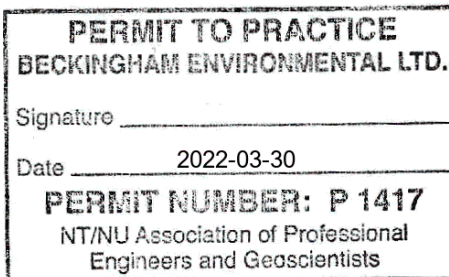 PERMIT TO PRACTICE
BECKINGHAM ENVIRONMENTAL LTD.
Signature
Date 2022-03-30
PERMIT NUMBER: P 1417
NT/NU Association of Professional
Engineers and Geoscientists